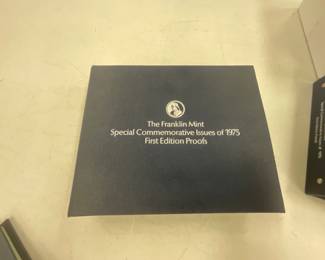 The Franklin Mint
Special Commemorative Issues of 1975
First Edition Proofs